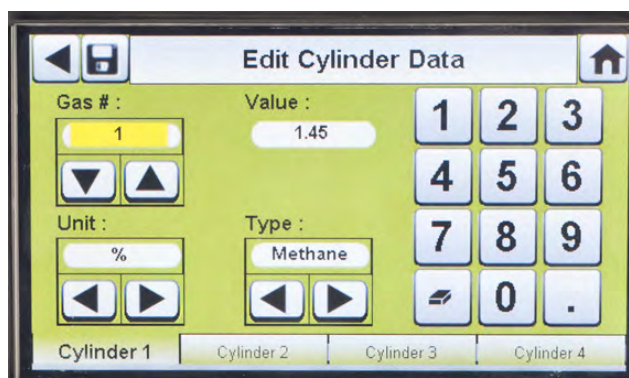 Edit Cylinder Data
Gas # :
Value :
1
1.45
Unit :
Type :
%
Methane
1 2 3
4 5 6
7 8 9
0 .
Cylinder 1 Cylinder 2 Cylinder 3 Cylinder 4